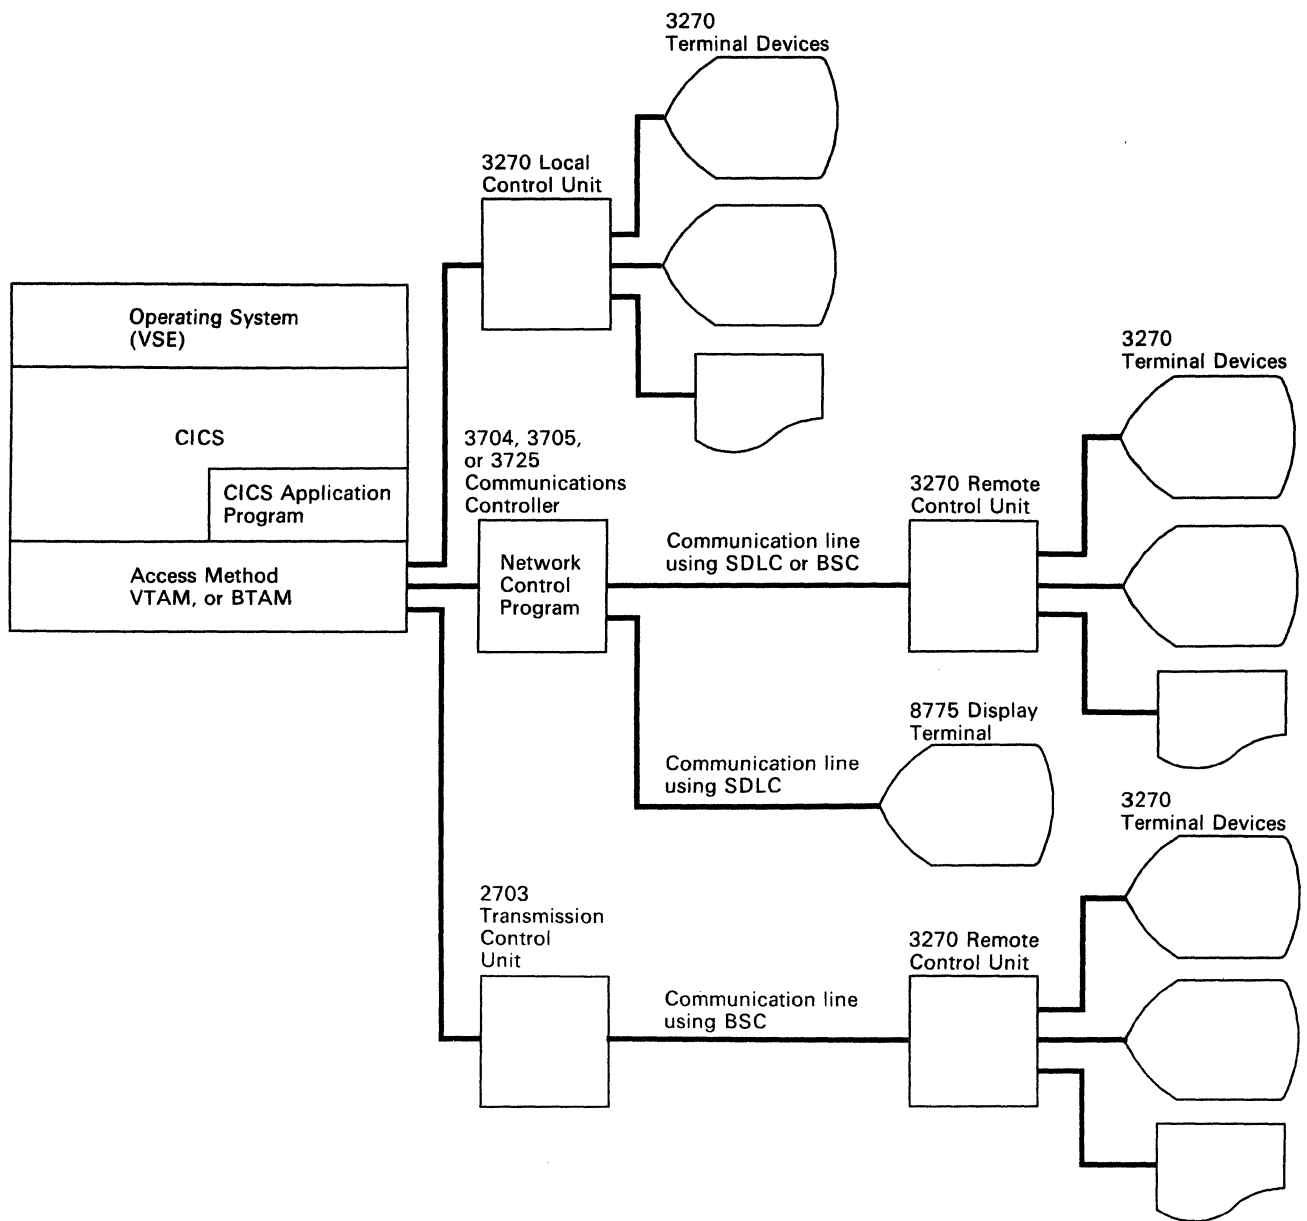 3270
Terminal Devices
3270 Local
Control Unit
Operating System
(VSE)
CICS
CICS Application
Program
Access Method
VTAM, or BTAM
3704, 3705,
or 3725
Communications
Controller
Network
Control
Program
Communication line
using SDLC or BSC
3270 Remote
Control Unit
3270
Terminal Devices
Communication line
using SDLC
8775 Display
Terminal
2703
Transmission
Control
Unit
Communication line
using BSC
3270 Remote
Control Unit
3270
Terminal Devices